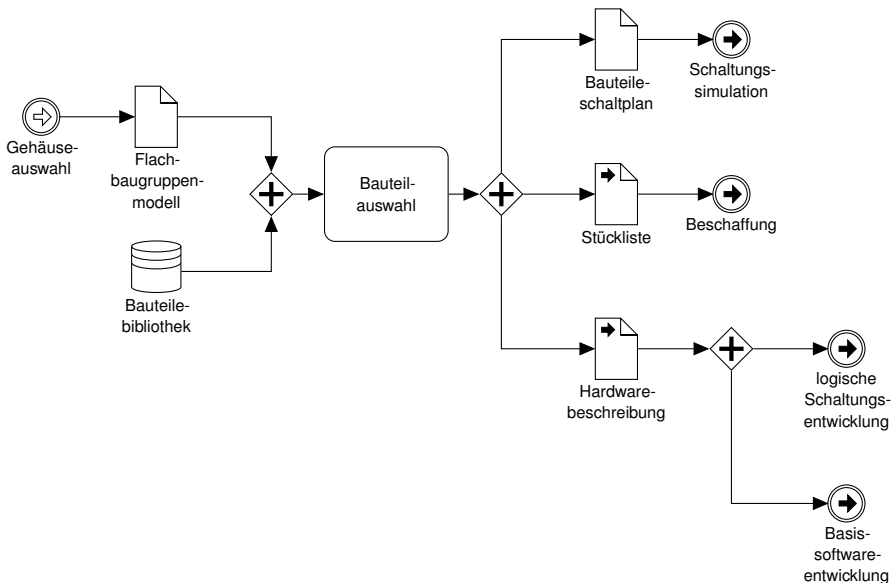 Gehäuse-
auswahl
Flach-
baugruppen-
modell
Bauteile-
bibliothek
Bauteil-
auswahl
Bauteile-
schaltplan
Schaltungs-
simulation
Stückliste
Beschaffung
Hardware-
beschreibung
logische
Schaltungs-
entwicklung
Basis-
software-
entwicklung